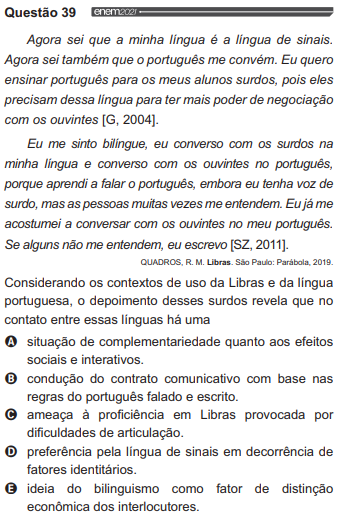 Questão 39 enem2021
Agora sei que a minha língua é a língua de sinais.
Agora sei também que o português me convém. Eu quero
ensinar português para os meus alunos surdos, pois eles
precisam dessa língua para ter mais poder de negociação
com os ouvintes [G, 2004].
Eu me sinto bilíngue, eu converso com os surdos na
minha língua e converso com os ouvintes no português,
porque aprendi a falar o português, embora eu tenha voz de
surdo, mas as pessoas muitas vezes me entendem. Eu já me
acostumei a conversar com os ouvintes no meu português.
Se alguns não me entendem, eu escrevo [SZ, 2011].
QUADROS, R. M. Libras. São Paulo: Parábola, 2019.
Considerando os contextos de uso da Libras e da língua
portuguesa, o depoimento desses surdos revela que no
contato entre essas línguas há uma
A situação de complementariedade quanto aos efeitos
sociais e interativos.
B condução do contrato comunicativo com base nas
regras do português falado e escrito.
C ameaça à proficiência em Libras provocada por
dificuldades de articulação.
D preferência pela língua de sinais em decorrência de
fatores identitários.
E ideia do bilinguismo como fator de distinção
econômica dos interlocutores.